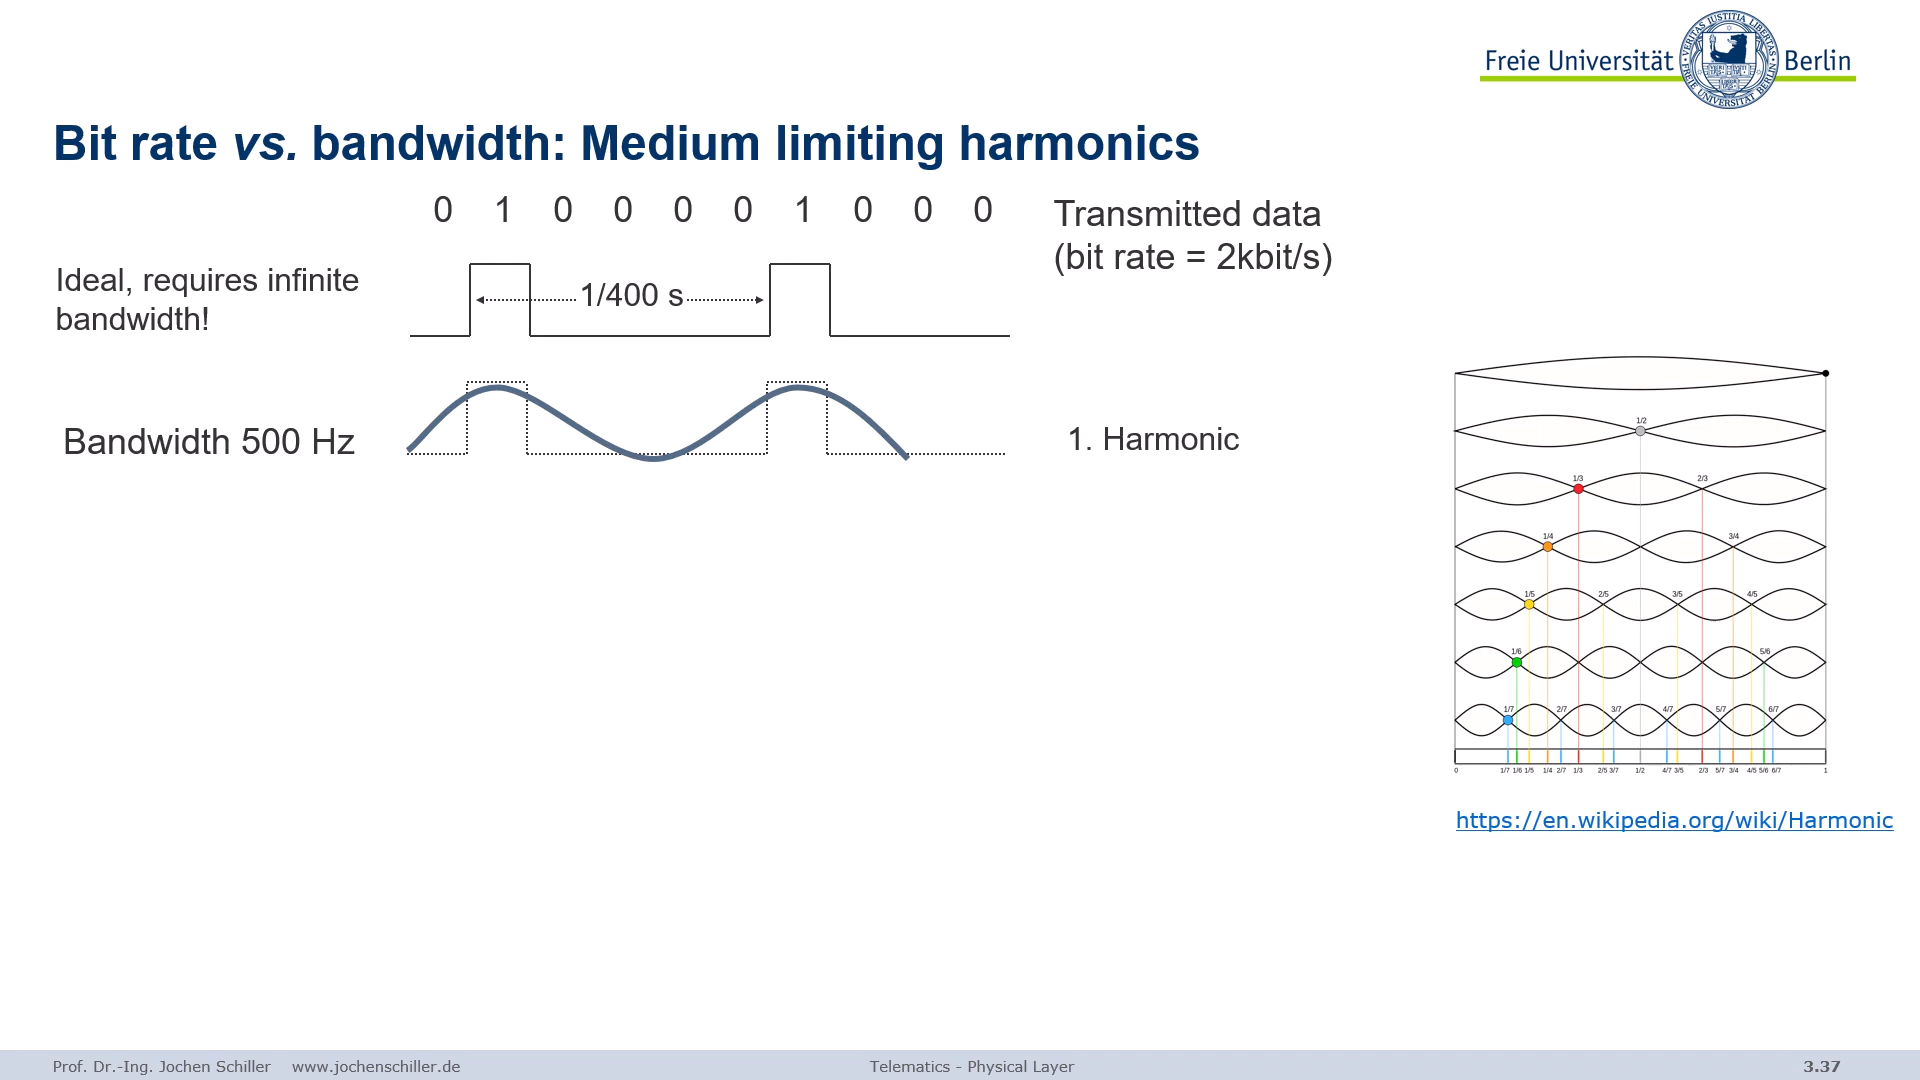 Freie Universität Berlin
VERITAS JUSTITIA LIBERTAS
FREIE UNIVERSITÄT BERLIN
Bit rate vs. bandwidth: Medium limiting harmonics
0 1 0 0 0 0 1 0 0 0
Transmitted data
(bit rate = 2kbit/s)
Ideal, requires infinite
bandwidth!
1/400 s
Bandwidth 500 Hz
1. Harmonic
1/2
1/3 2/3
1/4 3/4
1/5 2/5 3/5 4/5
1/6 5/6
1/7 2/7 3/7 4/7 5/7 6/7
0 1/7 1/6 1/5 1/4 2/7 1/3 2/5 3/7 1/2 4/7 3/5 2/3 5/7 3/4 4/5 5/6 6/7 1
https://en.wikipedia.org/wiki/Harmonic
Prof. Dr.-Ing. Jochen Schiller www.jochenschiller.de
Telematics - Physical Layer
3.37